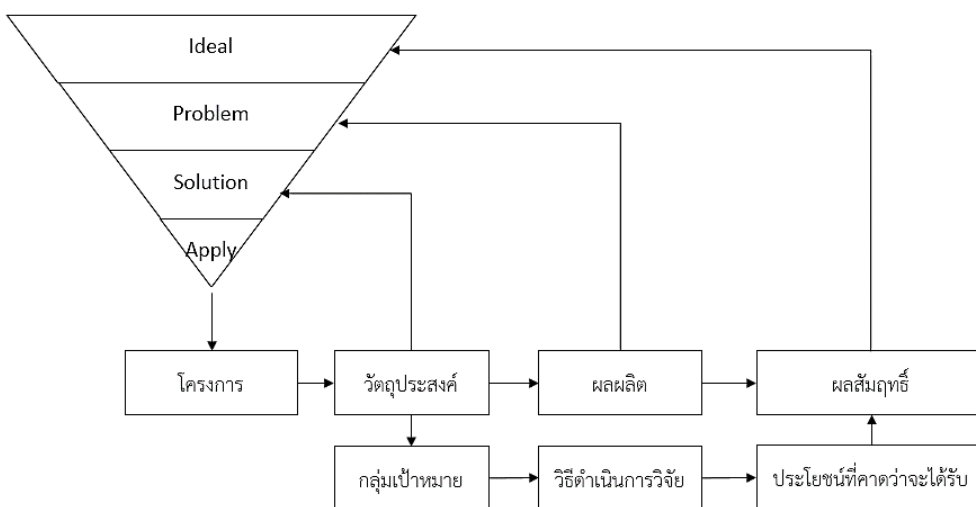 Ideal
Problem
Solution
Apply
โครงการ
วัตถุประสงค์
ผลผลิต
ผลสัมฤทธิ์
กลุ่มเป้าหมาย
วิธีดำเนินการวิจัย
ประโยชน์ที่คาดว่าจะได้รับ